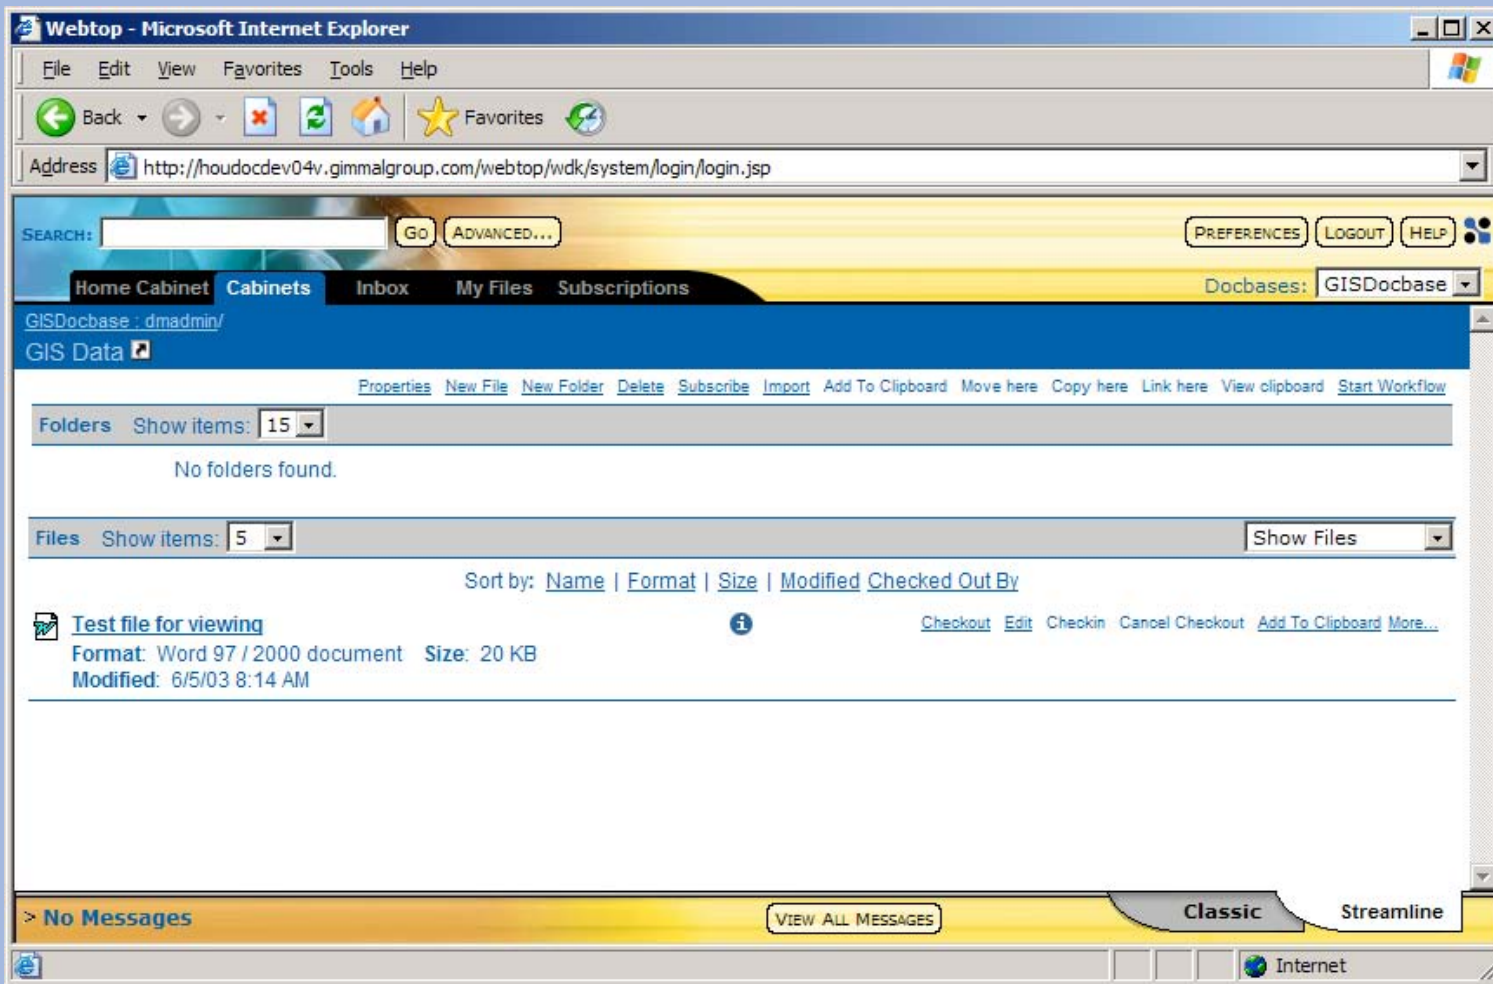 Webtop - Microsoft Internet Explorer
File Edit View Favorites Tools Help
Back Favorites
Address http://houdocdev04v.gimmalgroup.com/webtop/wdk/system/login/login.jsp
SEARCH: GO ADVANCED... PREFERENCES LOGOUT HELP
Home Cabinet Cabinets Inbox My Files Subscriptions Docbases: GISDocbase
GISDocbase : dmadmin/
GIS Data
Properties New File New Folder Delete Subscribe Import Add To Clipboard Move here Copy here Link here View clipboard Start Workflow
Folders Show items: 15
No folders found.
Files Show items: 5 Show Files
Sort by: Name | Format | Size | Modified Checked Out By
Test file for viewing Checkout Edit Checkin Cancel Checkout Add To Clipboard More...
Format: Word 97 / 2000 document Size: 20 KB
Modified: 6/5/03 8:14 AM
> No Messages VIEW ALL MESSAGES Classic Streamline
Internet